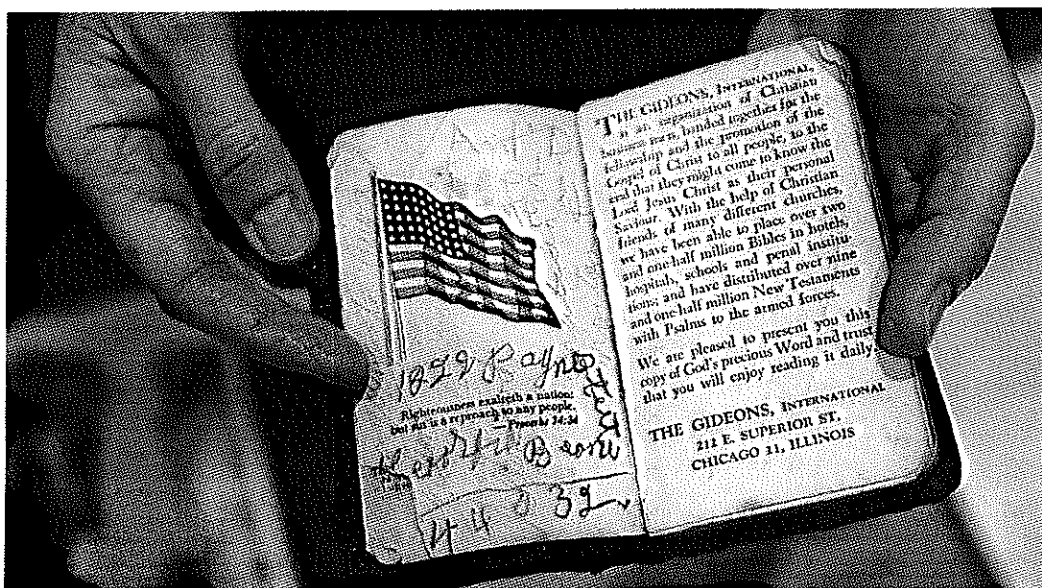 Righteousness exalteth a nation:
but sin is a reproach to any people.
—Proverbs 14:34
THE GIDEONS, INTERNATIONAL,
is an organization of Christian
business men, banded together for the
fellowship and the promotion of the
Gospel of Christ to all people, to the
end that they might come to know the
Lord Jesus Christ as their personal
Saviour. With the help of Christian
friends of many different churches,
we have been able to place over two
and one half million Bibles in hotels,
hospitals, schools and penal institu-
tions; and have distributed over nine
and one half million New Testaments
with Psalms to the armed forces.
We are pleased to present you this
copy of God's precious Word and trust
that you will enjoy reading it daily.
THE GIDEONS, INTERNATIONAL
212 E. SUPERIOR ST.
CHICAGO 11, ILLINOIS